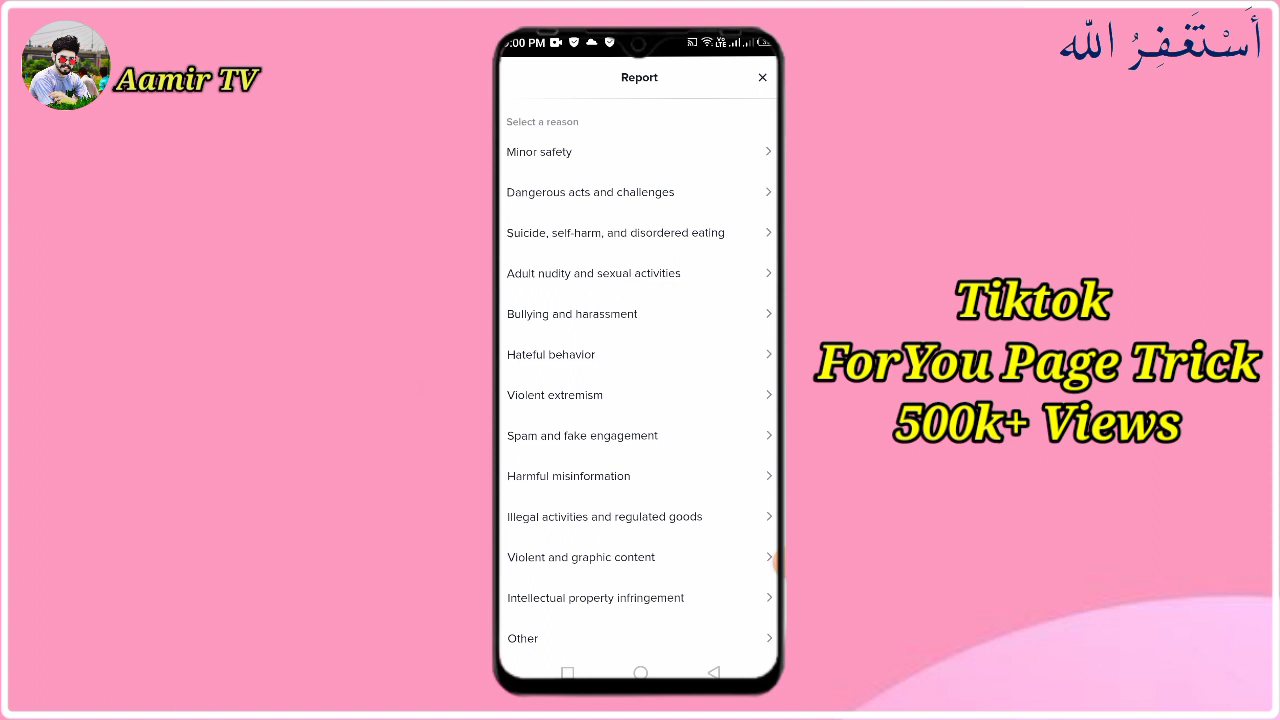 Aamir TV
أَسْتَغْفِرُ اللّٰه
:00 PM
Report
Select a reason
Minor safety
Dangerous acts and challenges
Suicide, self-harm, and disordered eating
Adult nudity and sexual activities
Bullying and harassment
Hateful behavior
Violent extremism
Spam and fake engagement
Harmful misinformation
Illegal activities and regulated goods
Violent and graphic content
Intellectual property infringement
Other
Tiktok
ForYou Page Trick
500k+ Views